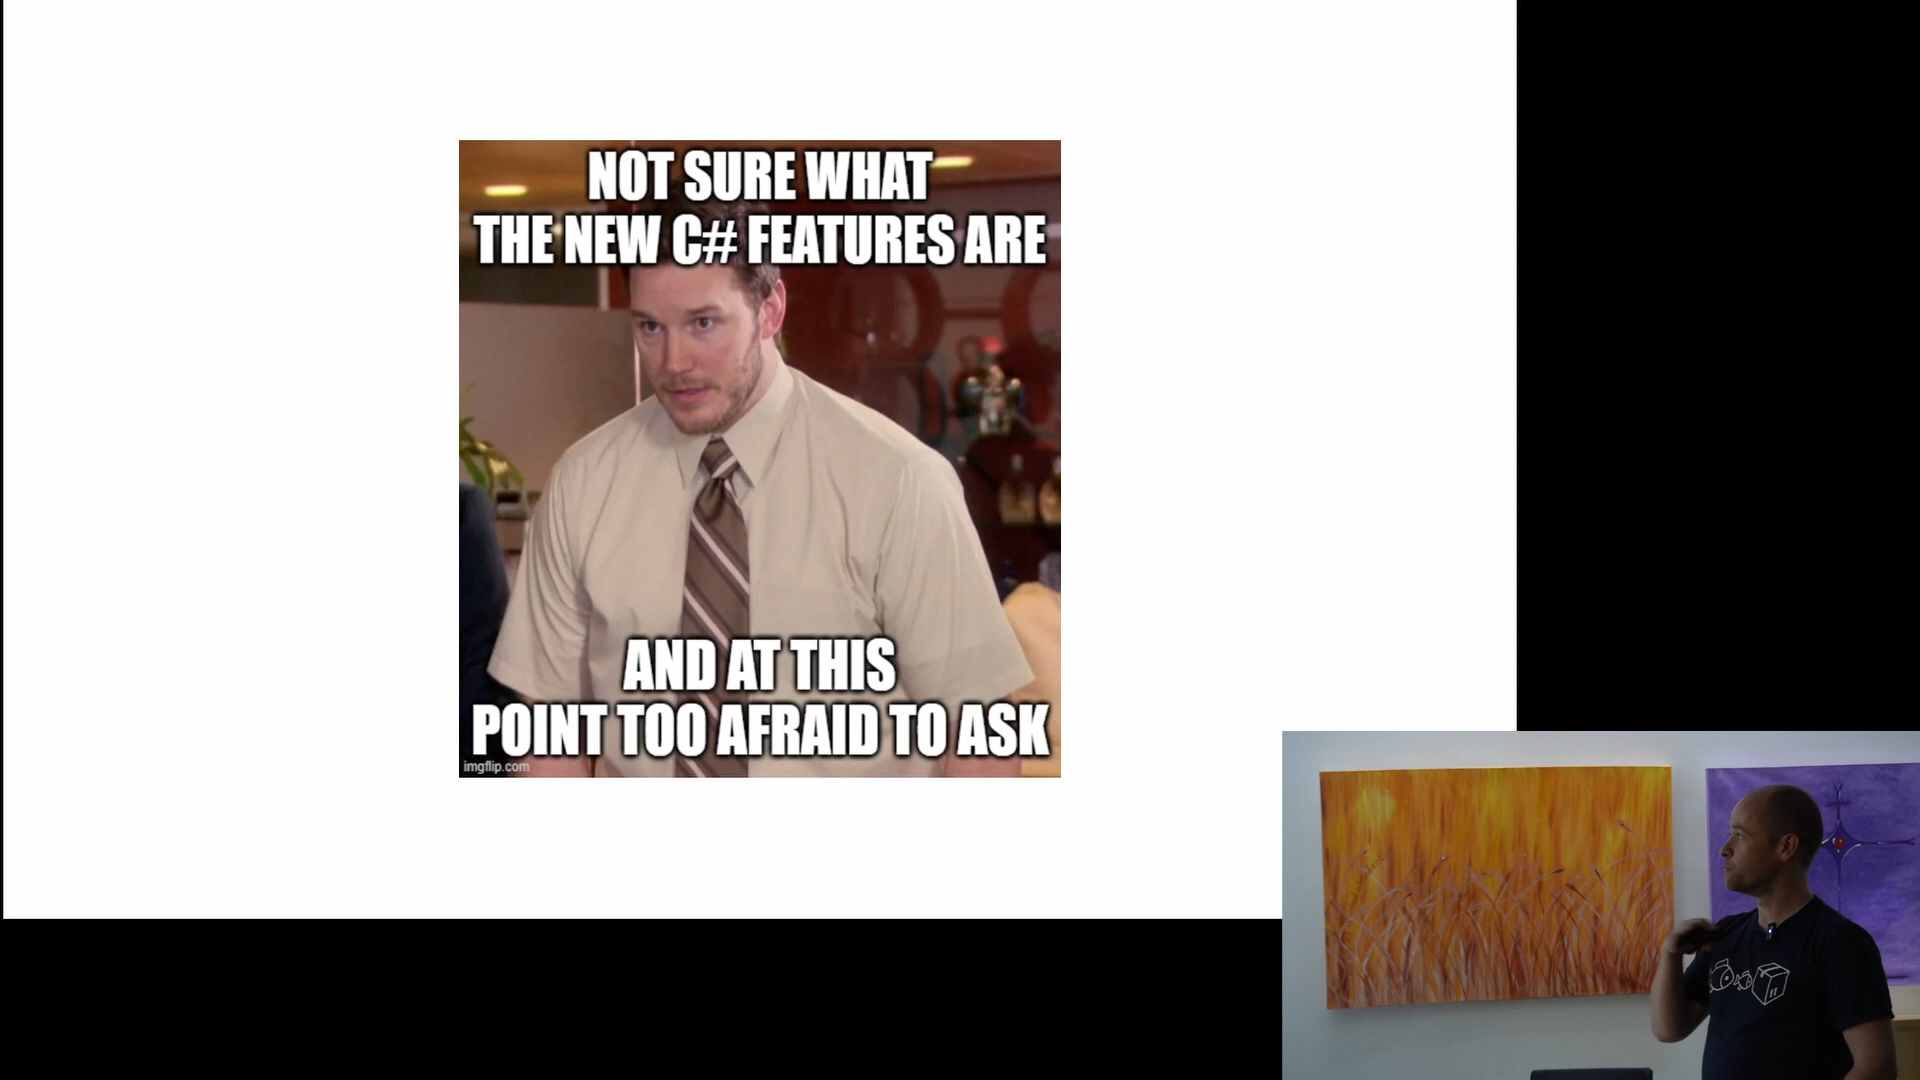 NOT SURE WHAT
THE NEW C# FEATURES ARE
AND AT THIS
POINT TOO AFRAID TO ASK
imgflip.com